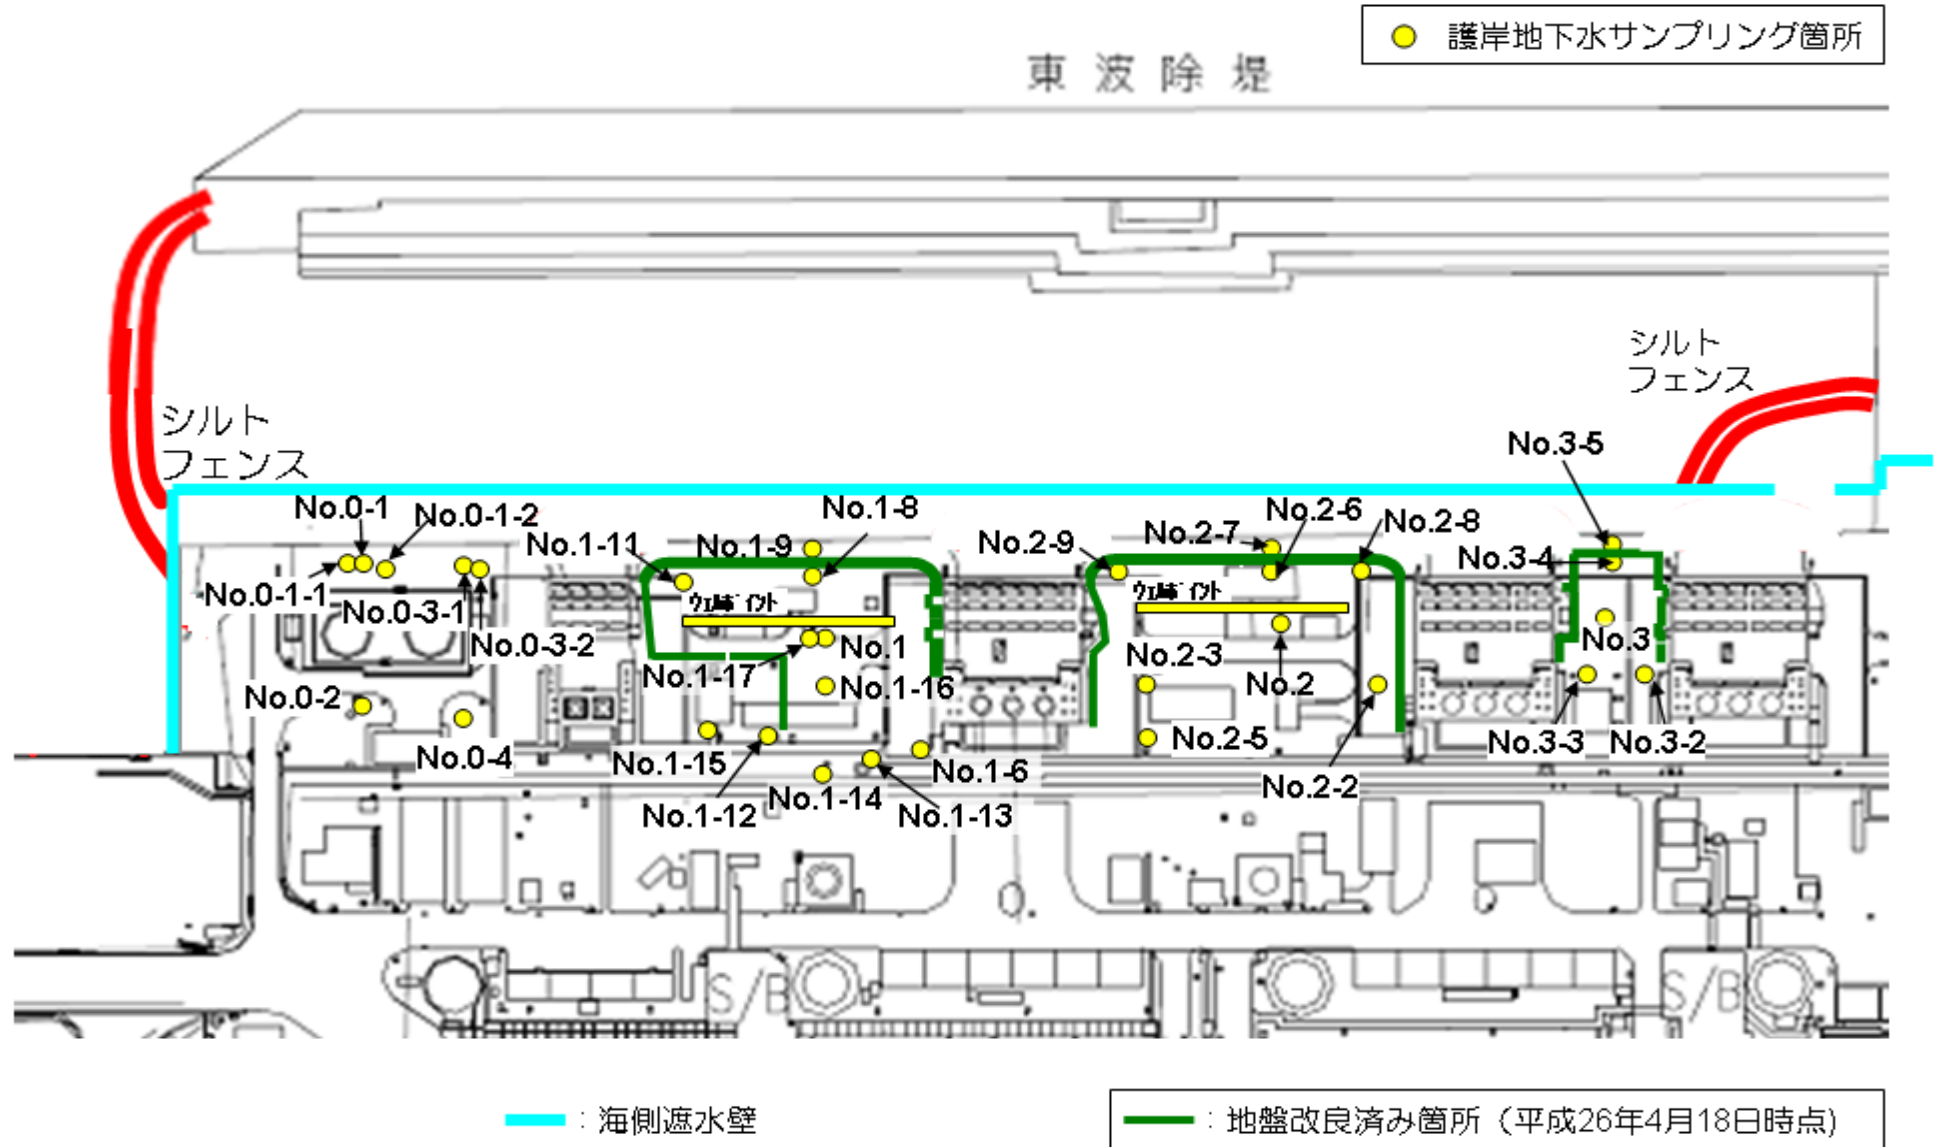 護岸地下水サンプリング箇所
東波除堤
シルト
フェンス
シルト
フェンス
No.3-5
No.0-1
No.0-1-2
No.1-8
No.2-6
No.2-8
No.1-11
No.1-9
No.2-9
No.2-7
No.3-4
No.0-1-1
No.0-3-1
ウェルポイント
ウェルポイント
No.0-3-2
No.1
No.3
No.1-17
No.2-3
No.0-2
No.1-16
No.2
No.2-5
No.3-3
No.3-2
No.0-4
No.1-15
No.1-6
No.2-2
No.1-14
No.1-12
No.1-13
S/B
S/B
：海側遮水壁
：地盤改良済み箇所（平成26年4月18日時点)